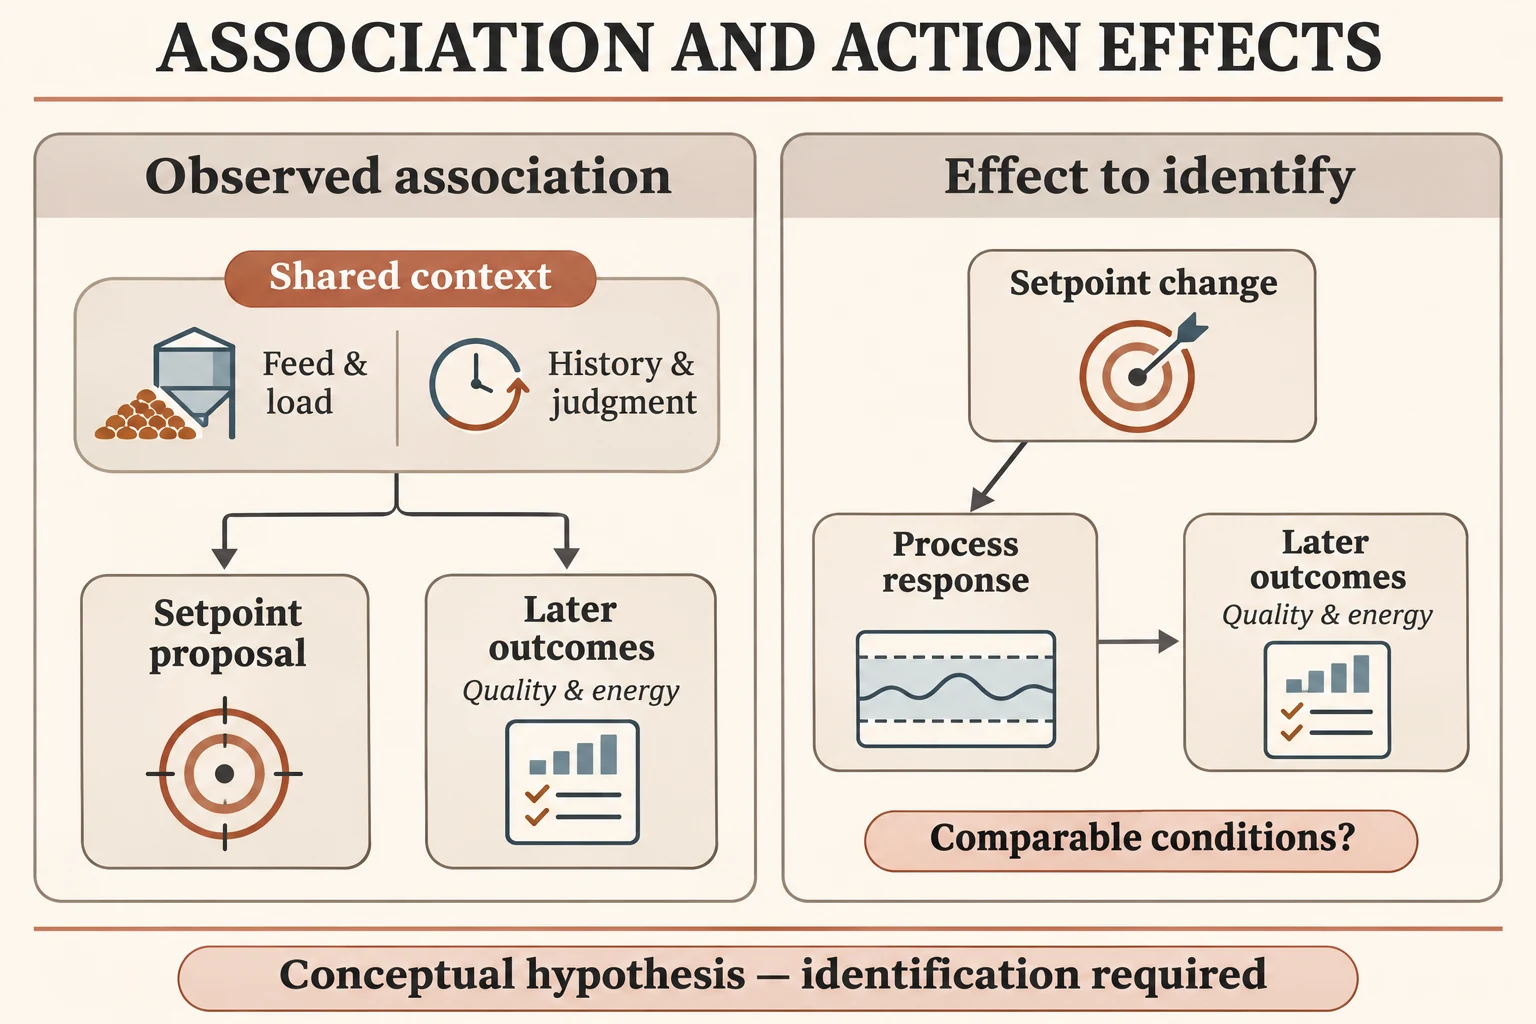 ASSOCIATION AND ACTION EFFECTS
Observed association
Shared context
Feed &
load
History &
judgment
Setpoint
proposal
Later
outcomes
Quality & energy
Effect to identify
Setpoint change
Process
response
Later
outcomes
Quality & energy
Comparable conditions?
Conceptual hypothesis — identification required